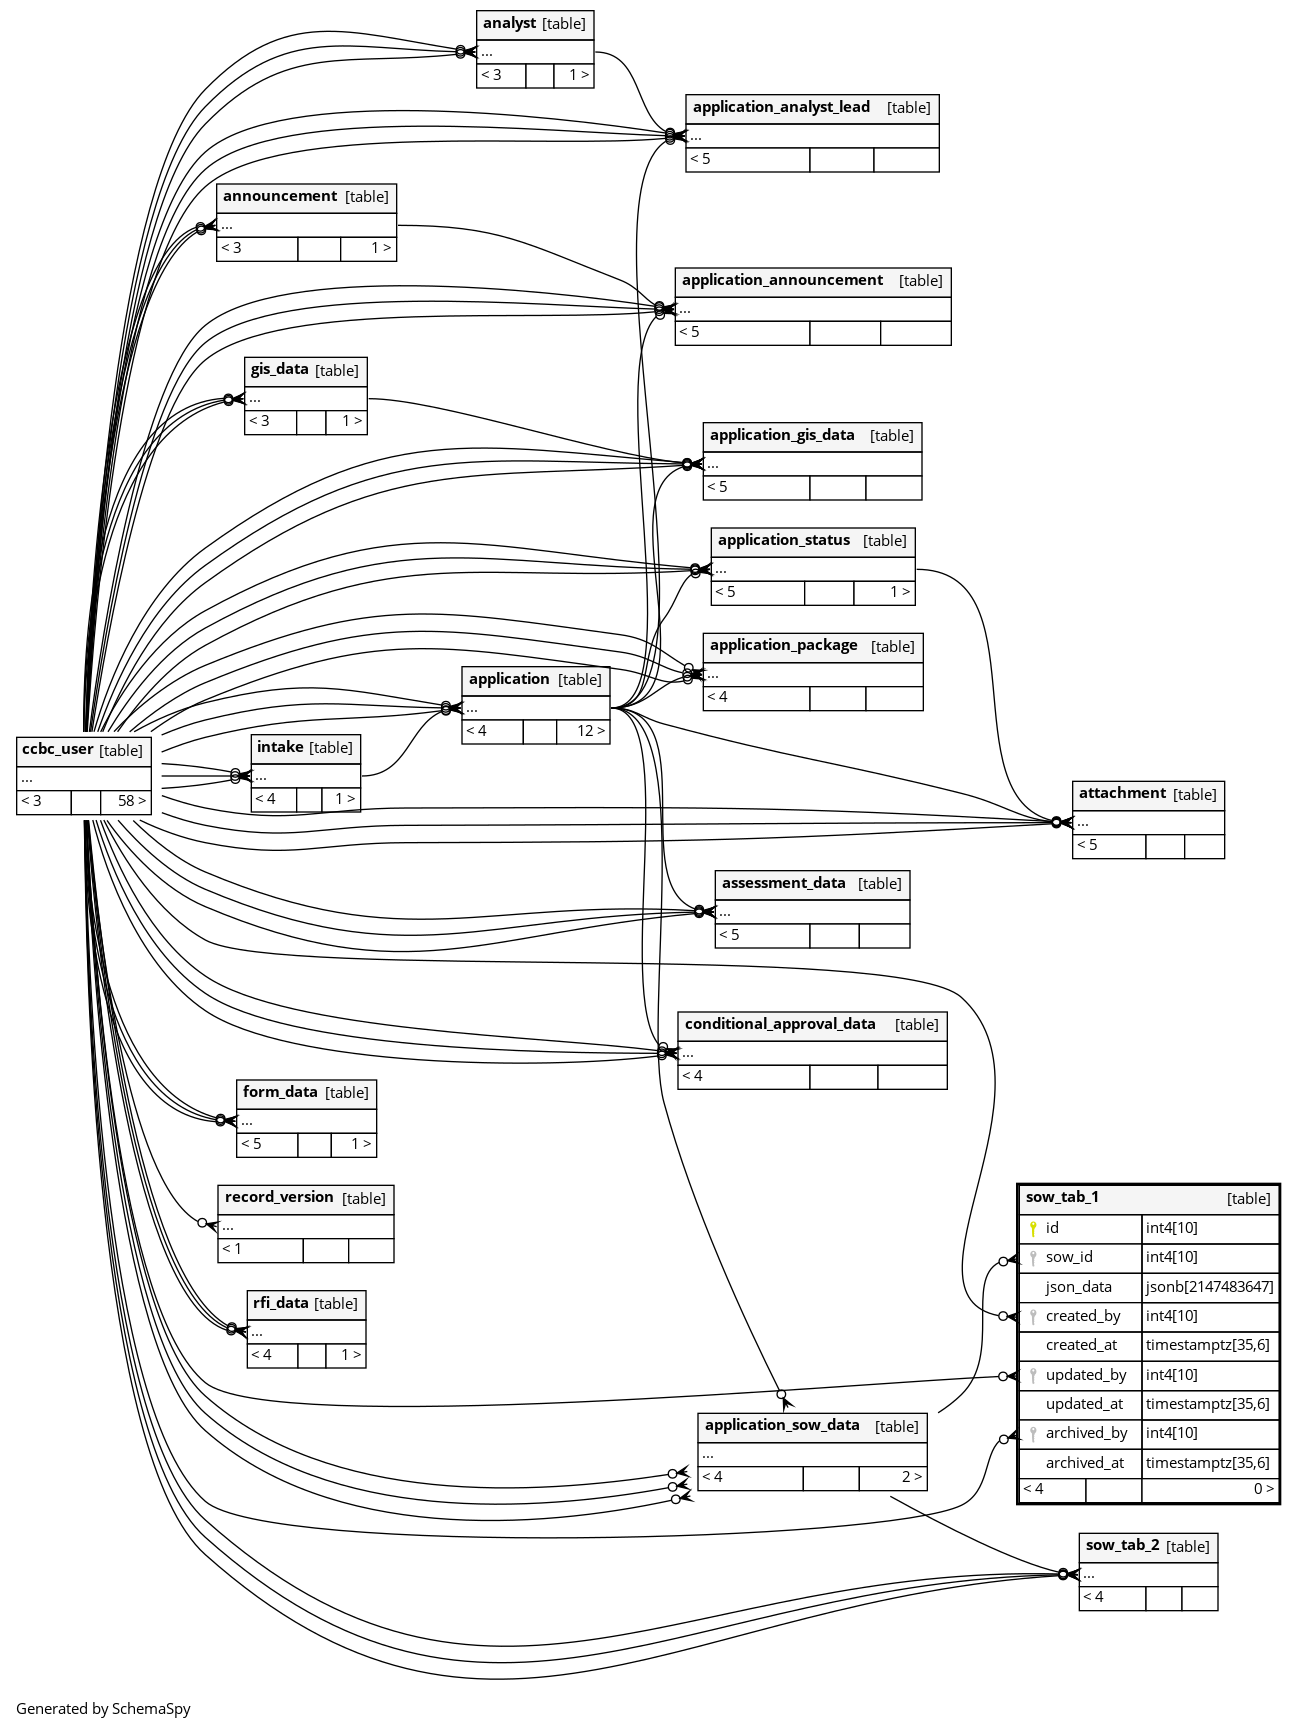 analyst [table]
...
< 3 1 >
application_analyst_lead [table]
...
< 5
announcement [table]
...
< 3 1 >
application_announcement [table]
...
< 5
gis_data [table]
...
< 3 1 >
application_gis_data [table]
...
< 5
application_status [table]
...
< 5 1 >
application_package [table]
...
< 4
application [table]
...
< 4 12 >
ccbc_user [table]
...
< 3 58 >
intake [table]
...
< 4 1 >
attachment [table]
...
< 5
assessment_data [table]
...
< 5
conditional_approval_data [table]
...
< 4
form_data [table]
...
< 5 1 >
record_version [table]
...
< 1
rfi_data [table]
...
< 4 1 >
sow_tab_1 [table]
id int4[10]
sow_id int4[10]
json_data jsonb[2147483647]
created_by int4[10]
created_at timestamptz[35,6]
updated_by int4[10]
updated_at timestamptz[35,6]
archived_by int4[10]
archived_at timestamptz[35,6]
< 4 0 >
application_sow_data [table]
...
< 4 2 >
sow_tab_2 [table]
...
< 4
Generated by SchemaSpy